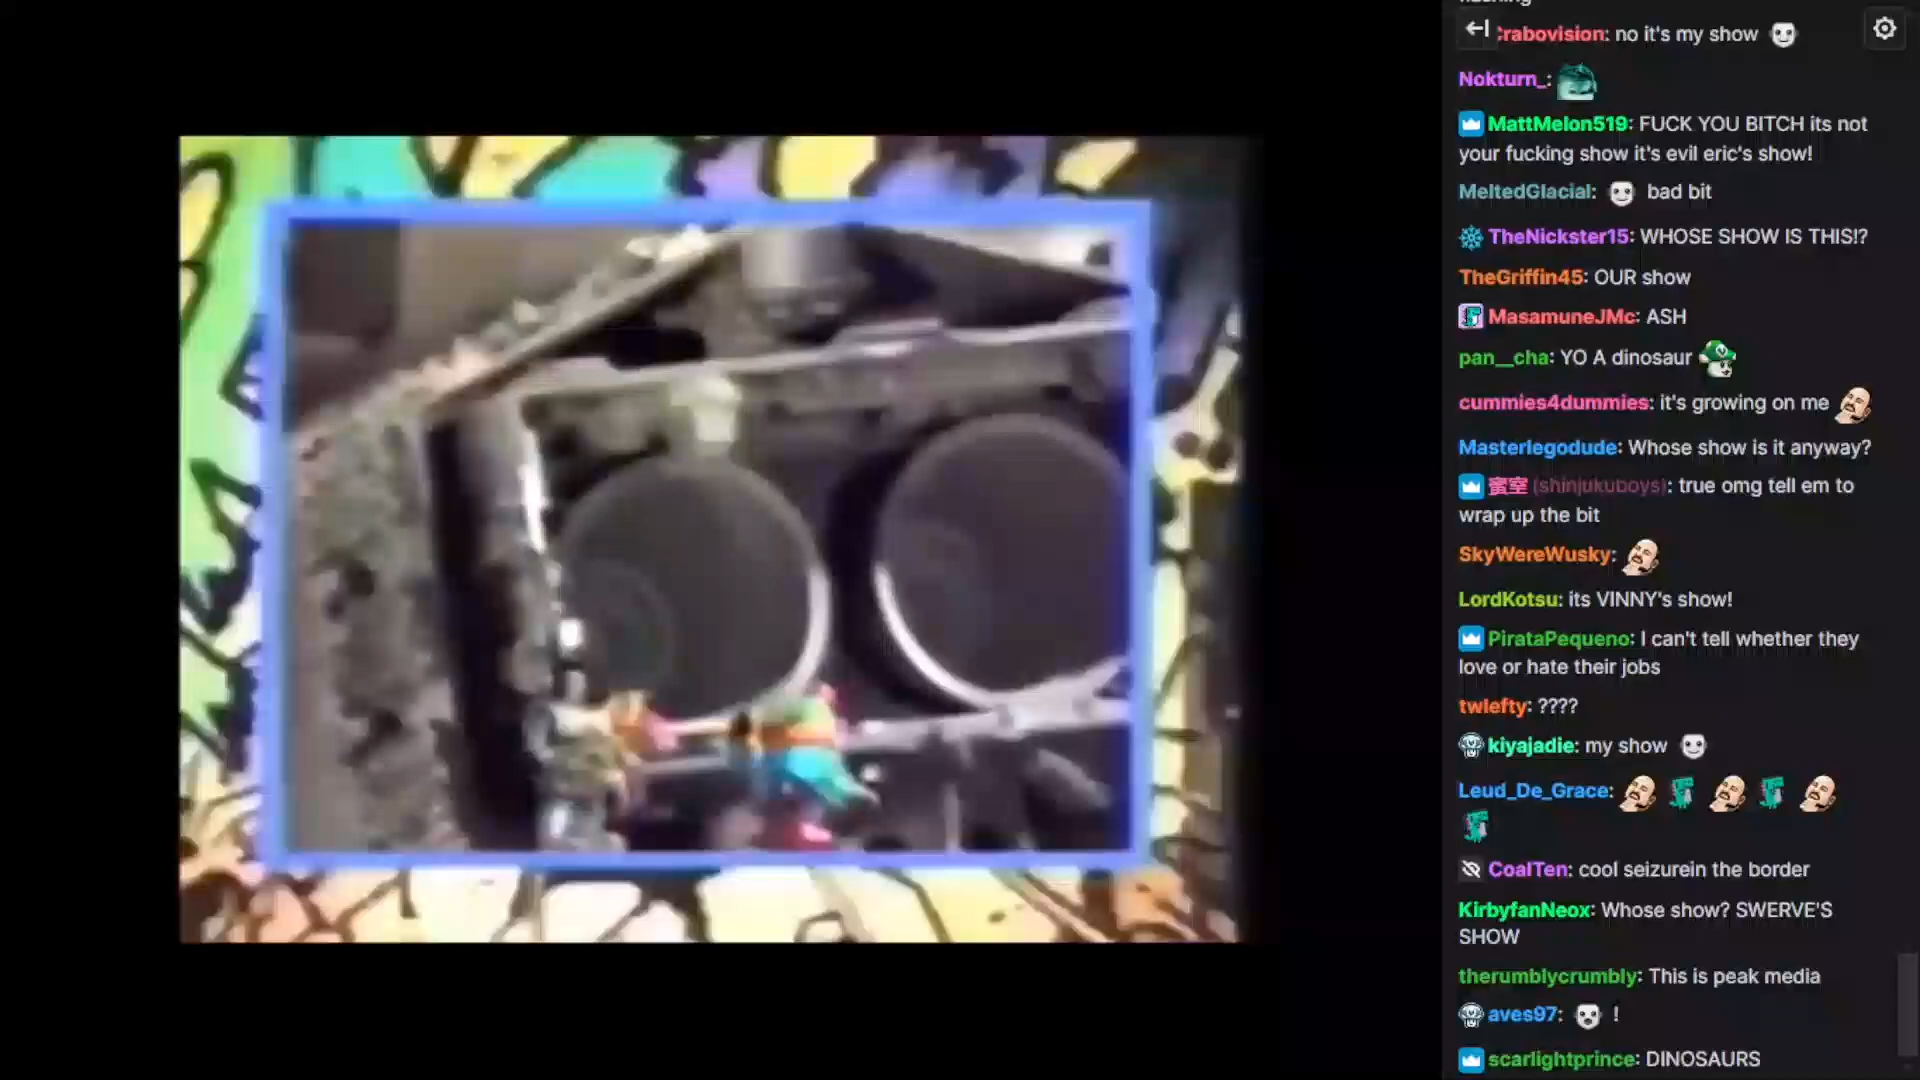 Crabovision: no it's my show
Nokturn_:
MattMelon519: FUCK YOU BITCH its not
your fucking show it's evil eric's show!
MeltedGlacial: bad bit
TheNickster15: WHOSE SHOW IS THIS!?
TheGriffin45: OUR show
MasamuneJMc: ASH
pan__cha: YO A dinosaur
cummies4dummies: it's growing on me
Masterlegodude: Whose show is it anyway?
蜜室 (shinjukuboys): true omg tell em to
wrap up the bit
SkyWereWusky:
LordKotsu: its VINNY's show!
PirataPequeno: I can't tell whether they
love or hate their jobs
twlefty: ????
kiyajadie: my show
Leud_De_Grace:
CoalTen: cool seizurein the border
KirbyfanNeox: Whose show? SWERVE'S
SHOW
therumblycrumbly: This is peak media
aves97: !
scarlightprince: DINOSAURS